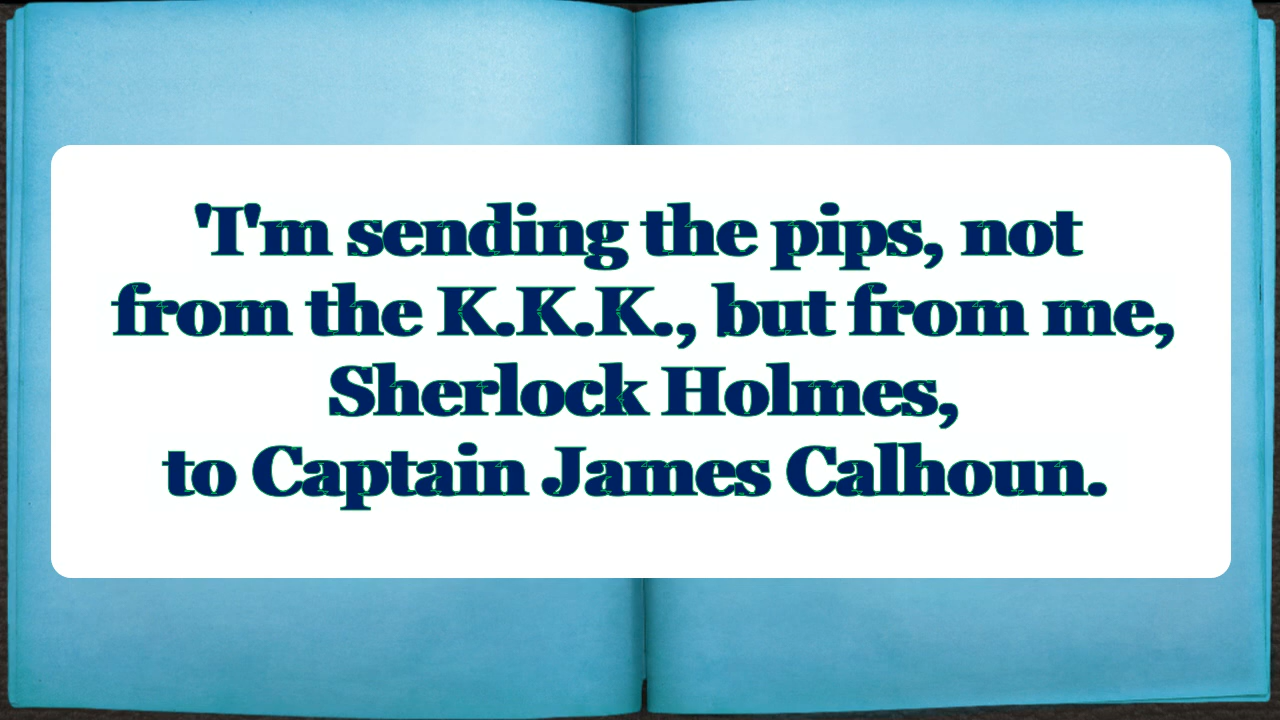 'I'm sending the pips, not
from the K.K.K., but from me,
Sherlock Holmes,
to Captain James Calhoun.